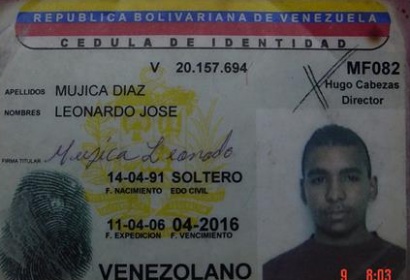 REPUBLICA BOLIVARIANA DE VENEZUELA
CEDULA DE IDENTIDAD
V 20.157.694
MF082
Hugo Cabezas
Director
APELLIDOS MUJICA DIAZ
NOMBRES LEONARDO JOSE
FIRMA TITULAR Mujica Leonado
14-04-91 SOLTERO
F. NACIMIENTO EDO CIVIL
11-04-06 04-2016
F. EXPEDICION F. VENCIMIENTO
VENEZOLANO
9 8:03